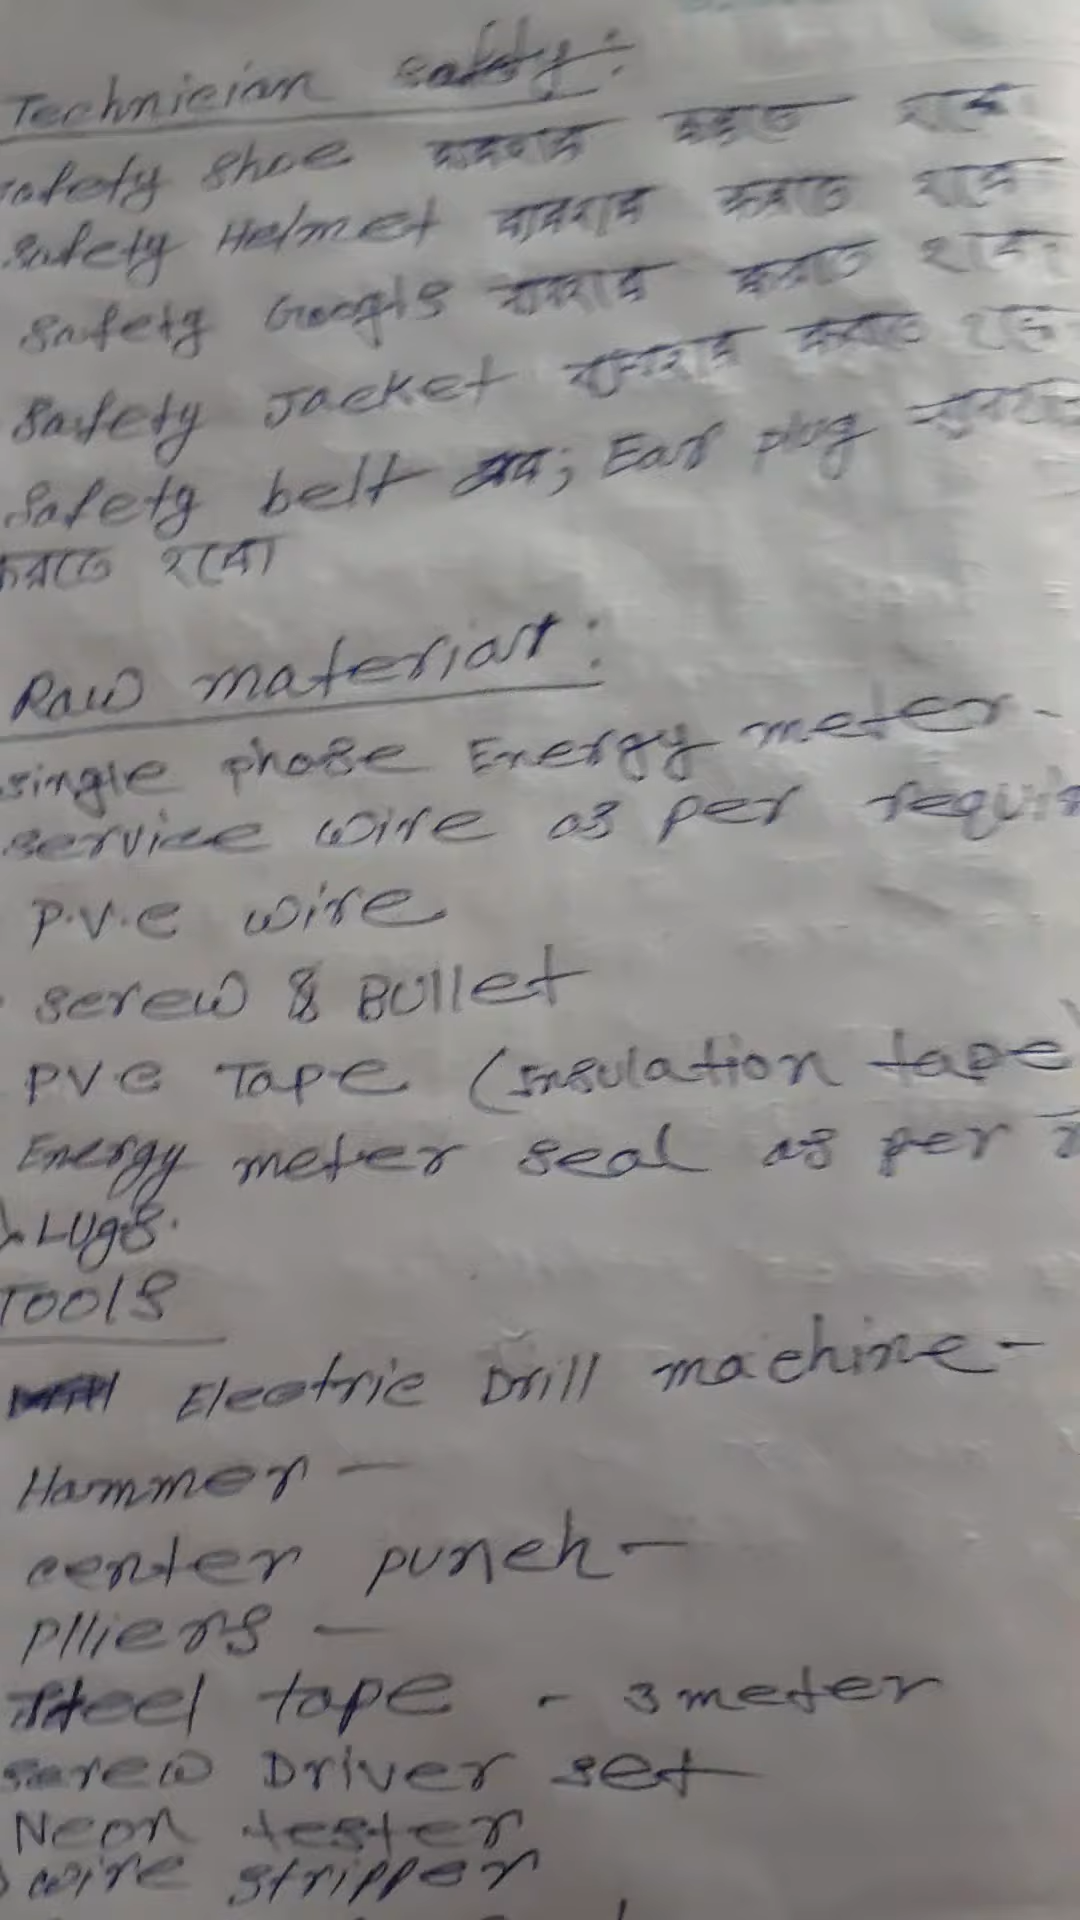 Technician safety:
safety shoe ব্যবহার করতে হবে
safety Helmet ব্যবহার করতে হবে
safety Googls ব্যবহার করতে হবে
safety Jacket ব্যবহার করতে হবে
safety belt এবং; Ear plug ব্যবহার
করতে হবে।
Raw material:
single phase Energy meter-
service wire as per
P.V.C wire
screw & Bullet
PVC Tape (Insulation tape)
Energy meter seal as per
Lugs.
Tools
Electric Drill machine-
Hammer-
center punch-
plliers-
steel tape - 3 meter
screw Driver set
Neon tester
wire stripper